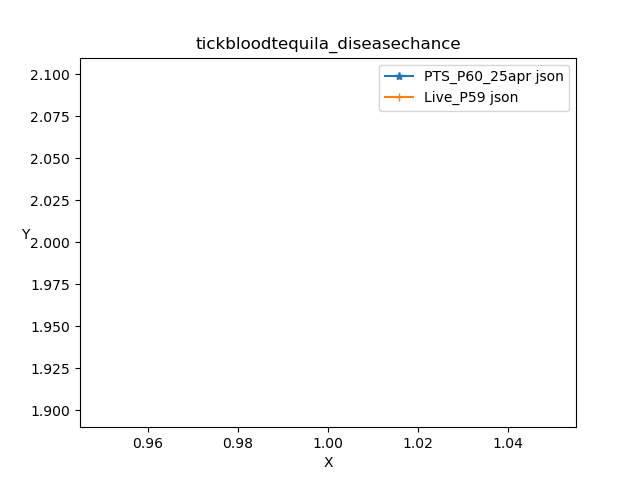 tickbloodtequila_diseasechance
PTS_P60_25apr json
Live_P59 json
2.100
2.075
2.050
2.025
2.000
1.975
1.950
1.925
1.900
Y
0.96 0.98 1.00 1.02 1.04
X